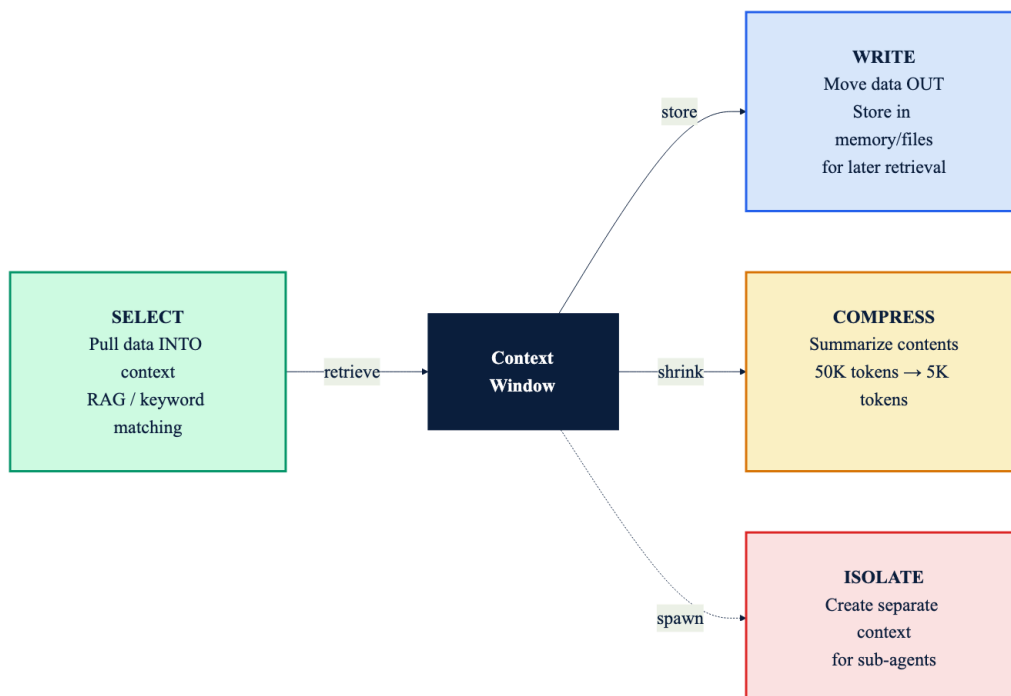 WRITE
Move data OUT
Store in
memory/files
for later retrieval
store
SELECT
Pull data INTO
context
RAG / keyword
matching
retrieve
Context
Window
shrink
COMPRESS
Summarize contents
50K tokens → 5K
tokens
spawn
ISOLATE
Create separate
context
for sub-agents